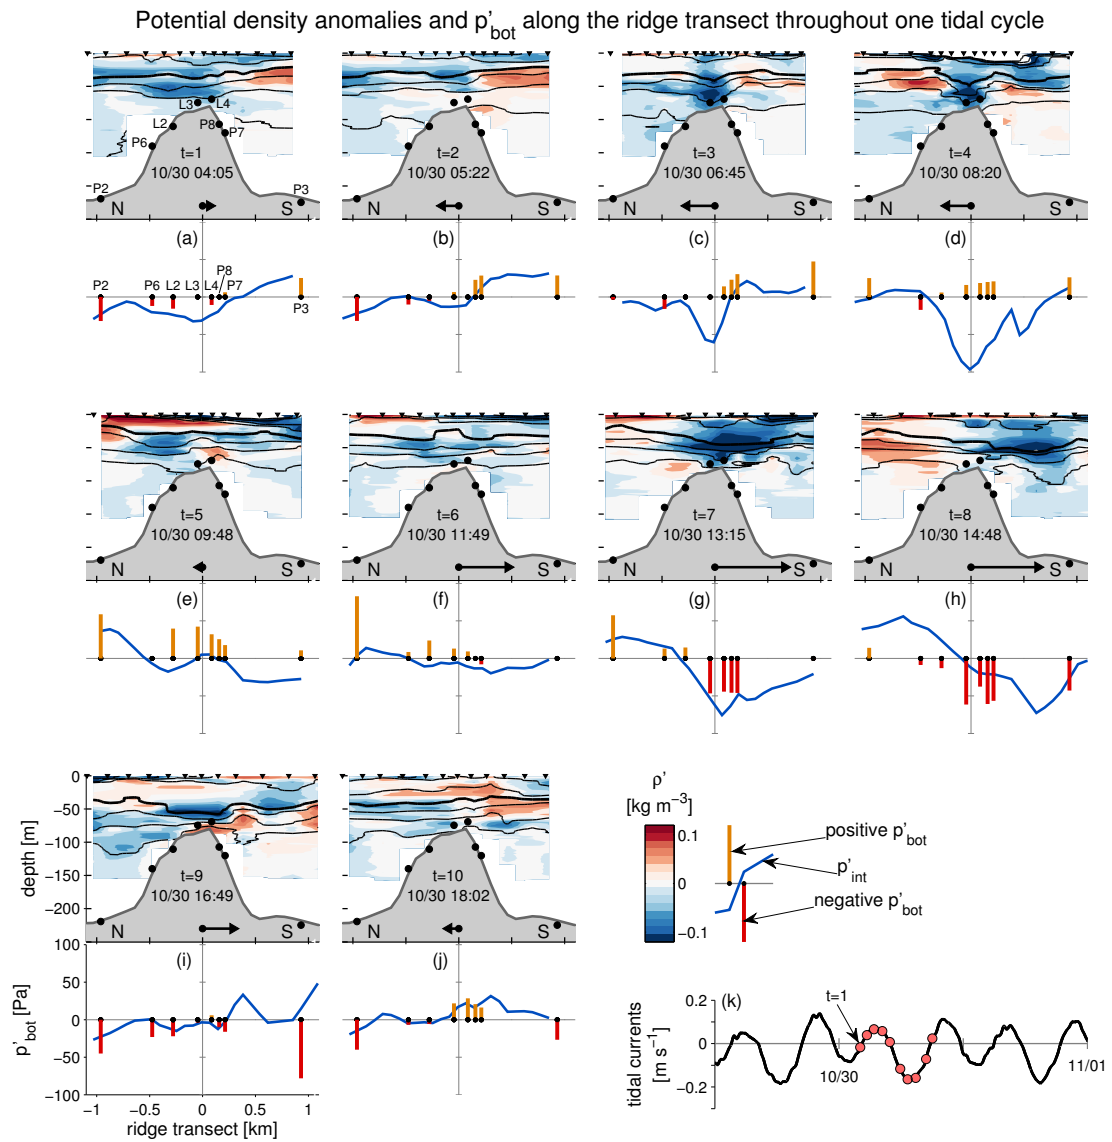 Potential density anomalies and p'bot along the ridge transect throughout one tidal cycle
L3 L4
L2 P8 P7
P6
t=1
10/30 04:05
P2 P3
N S
t=2
10/30 05:22
N S
t=3
10/30 06:45
N S
t=4
10/30 08:20
N S
(a) (b) (c) (d)
P8
P2 P6 L2 L3 L4 P7
P3
t=5
10/30 09:48
N S
t=6
10/30 11:49
N S
t=7
10/30 13:15
N S
t=8
10/30 14:48
N S
(e) (f) (g) (h)
0
−50
−100
−150
−200
depth [m]
t=9
10/30 16:49
N S
t=10
10/30 18:02
N S
(i) (j)
100
50
0
−50
−100
p'bot [Pa]
−1 −0.5 0 0.5 1
ridge transect [km]
ρ'
[kg m−3]
0.1
0
−0.1
positive p'bot
p'int
negative p'bot
(k)
t=1
0.2
0
−0.2
tidal currents
[m s−1]
10/30
11/01